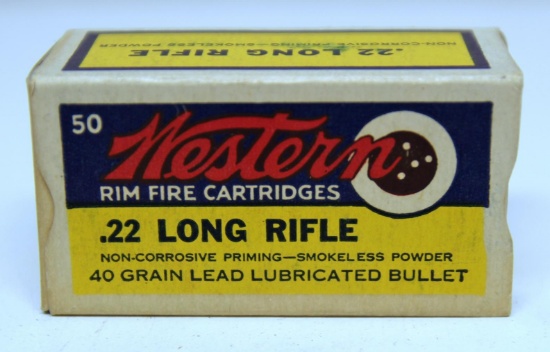 NON-CORROSIVE PRIMING—SMOKELESS POWDER
.22 LONG RIFLE
50
Western
RIM FIRE CARTRIDGES
.22 LONG RIFLE
NON-CORROSIVE PRIMING—SMOKELESS POWDER
40 GRAIN LEAD LUBRICATED BULLET